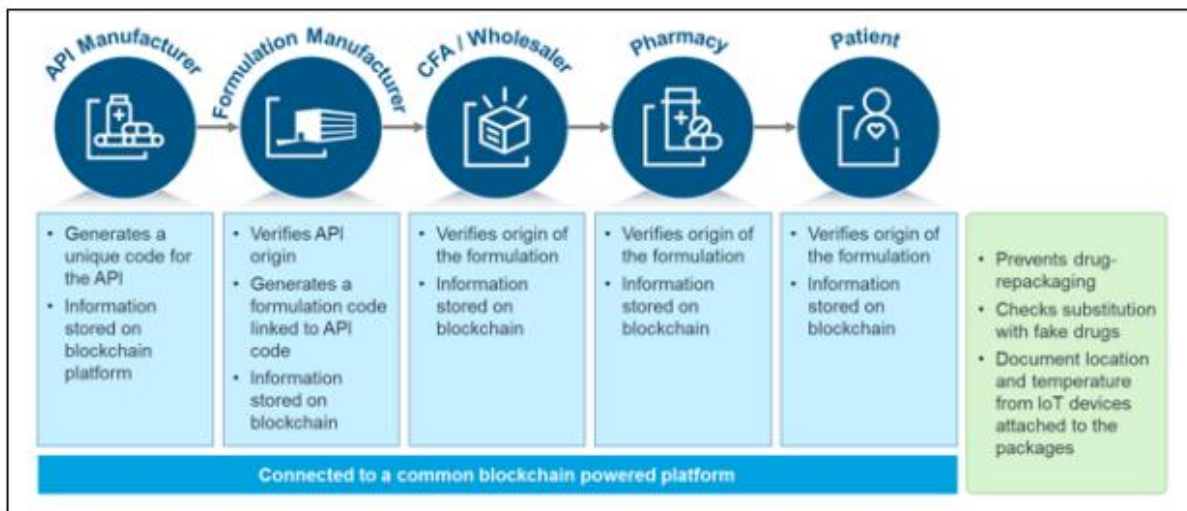 API Manufacturer
Formulation Manufacturer
CFA / Wholesaler
Pharmacy
Patient
• Generates a
unique code for
the API
• Information
stored on
blockchain
platform
• Verifies API
origin
• Generates a
formulation code
linked to API
code
• Information
stored on
blockchain
• Verifies origin of
the formulation
• Information
stored on
blockchain
• Verifies origin of
the formulation
• Information
stored on
blockchain
• Verifies origin of
the formulation
• Information
stored on
blockchain
• Prevents drug-
repackaging
• Checks substitution
with fake drugs
• Document location
and temperature
from IoT devices
attached to the
packages
Connected to a common blockchain powered platform